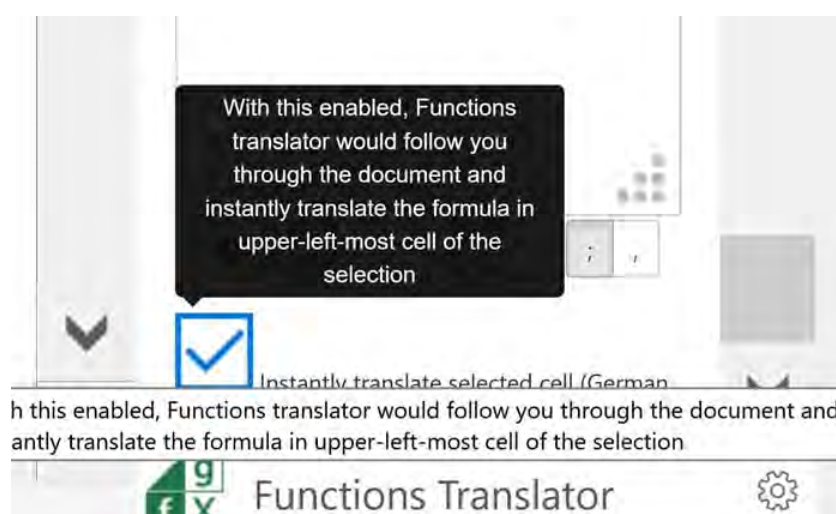 With this enabled, Functions
translator would follow you
through the document and
instantly translate the formula in
upper-left-most cell of the
selection
; ,
Instantly translate selected cell (German
h this enabled, Functions translator would follow you through the document and
antly translate the formula in upper-left-most cell of the selection
g
f X
Functions Translator